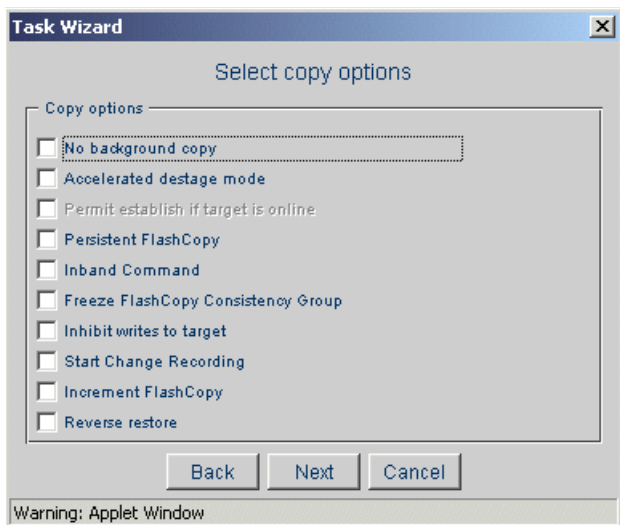 Task Wizard
Select copy options
Copy options
No background copy
Accelerated destage mode
Permit establish if target is online
Persistent FlashCopy
Inband Command
Freeze FlashCopy Consistency Group
Inhibit writes to target
Start Change Recording
Increment FlashCopy
Reverse restore
Back Next Cancel
Warning: Applet Window